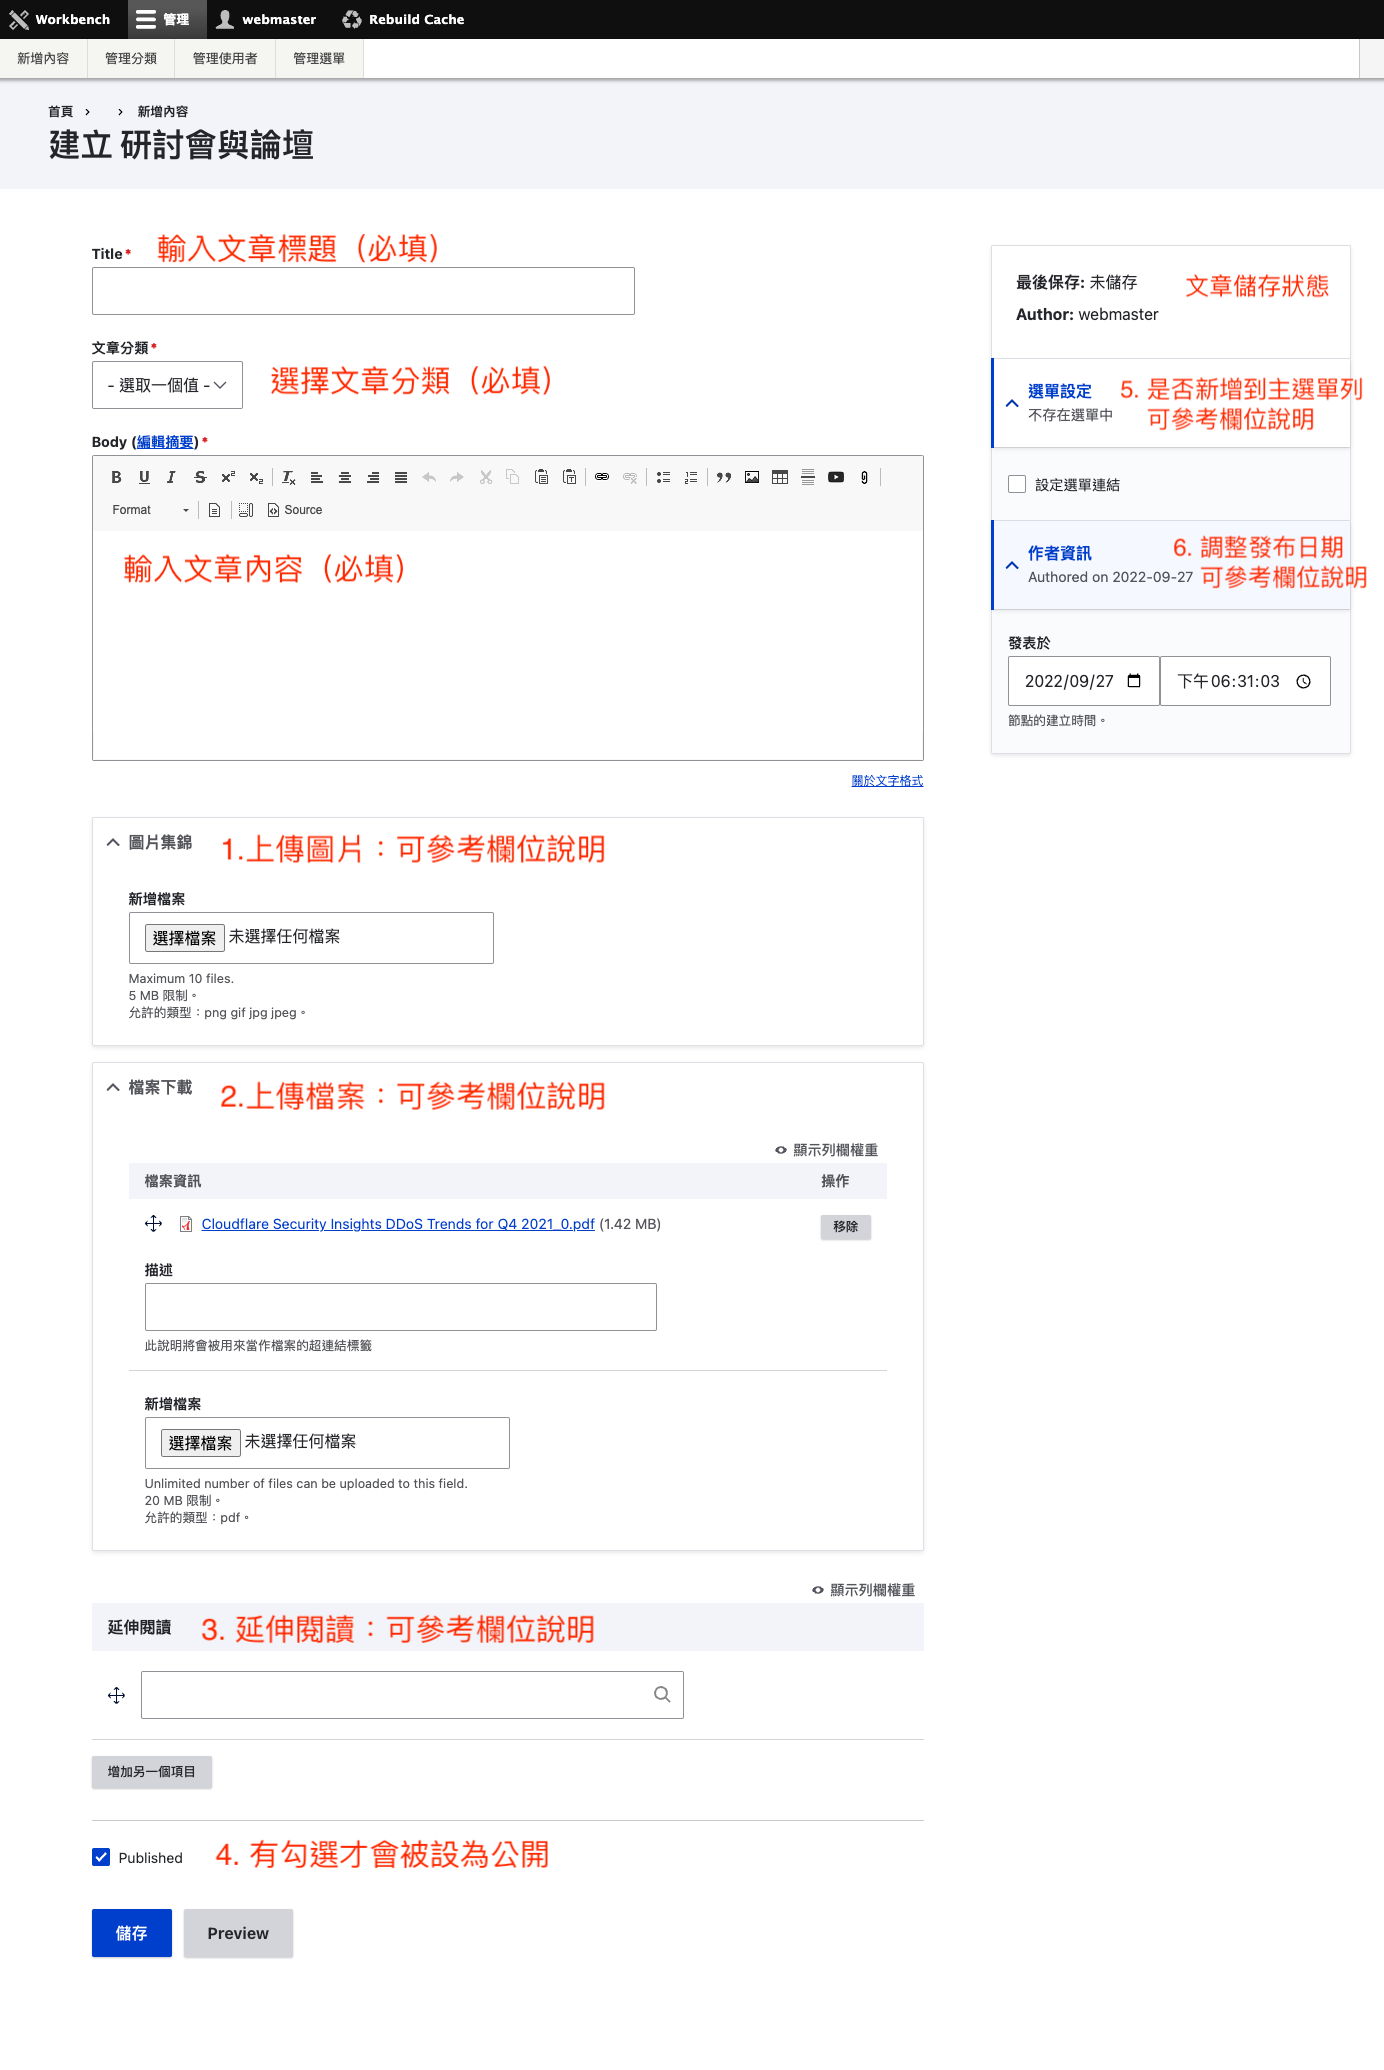 Workbench 管理 webmaster Rebuild Cache
新增內容 管理分類 管理使用者 管理選單
首頁 › › 新增內容
建立 研討會與論壇
Title* 輸入文章標題（必填）
文章分類*
- 選取一個值 - 選擇文章分類（必填）
Body (編輯摘要)*
Format Source
輸入文章內容（必填）
關於文字格式
圖片集錦 1.上傳圖片：可參考欄位說明
新增檔案
選擇檔案 未選擇任何檔案
Maximum 10 files.
5 MB 限制。
允許的類型：png gif jpg jpeg。
檔案下載 2.上傳檔案：可參考欄位說明
顯示列欄權重
檔案資訊 操作
Cloudflare Security Insights DDoS Trends for Q4 2021_0.pdf (1.42 MB) 移除
描述
此說明將會被用來當作檔案的超連結標籤
新增檔案
選擇檔案 未選擇任何檔案
Unlimited number of files can be uploaded to this field.
20 MB 限制。
允許的類型：pdf。
顯示列欄權重
延伸閱讀 3. 延伸閱讀：可參考欄位說明
增加另一個項目
Published 4. 有勾選才會被設為公開
儲存 Preview
最後保存: 未儲存 文章儲存狀態
Author: webmaster
選單設定 5. 是否新增到主選單列
不存在選單中 可參考欄位說明
設定選單連結
作者資訊 6. 調整發布日期
Authored on 2022-09-27 可參考欄位說明
發表於
2022/09/27 下午06:31:03
節點的建立時間。